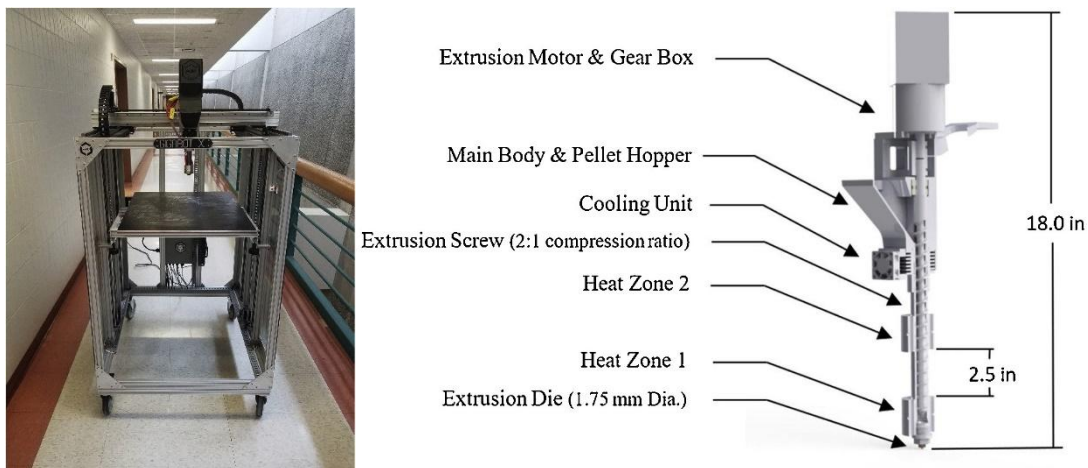 Extrusion Motor & Gear Box
Main Body & Pellet Hopper
Cooling Unit
Extrusion Screw (2:1 compression ratio)
Heat Zone 2
Heat Zone 1
Extrusion Die (1.75 mm Dia.)
18.0 in
2.5 in